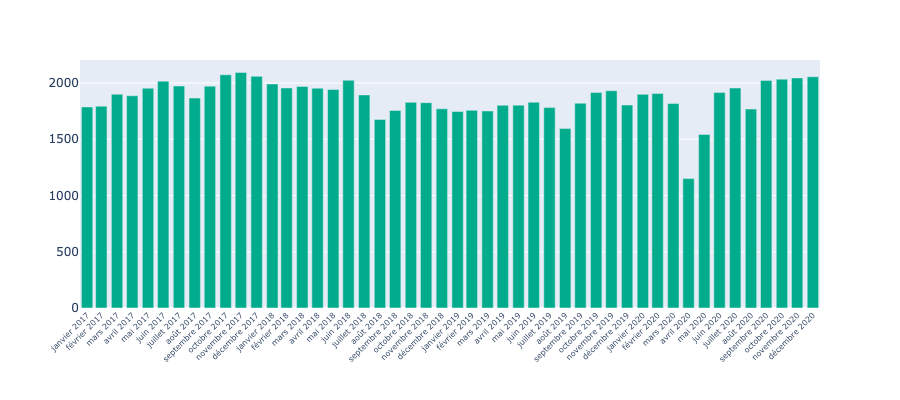 2000
1500
1000
500
0
janvier 2017
février 2017
mars 2017
avril 2017
mai 2017
juin 2017
juillet 2017
août 2017
septembre 2017
octobre 2017
novembre 2017
décembre 2017
janvier 2018
février 2018
mars 2018
avril 2018
mai 2018
juin 2018
juillet 2018
août 2018
septembre 2018
octobre 2018
novembre 2018
décembre 2018
janvier 2019
février 2019
mars 2019
avril 2019
mai 2019
juin 2019
juillet 2019
août 2019
septembre 2019
octobre 2019
novembre 2019
décembre 2019
janvier 2020
février 2020
mars 2020
avril 2020
mai 2020
juin 2020
juillet 2020
août 2020
septembre 2020
octobre 2020
novembre 2020
décembre 2020